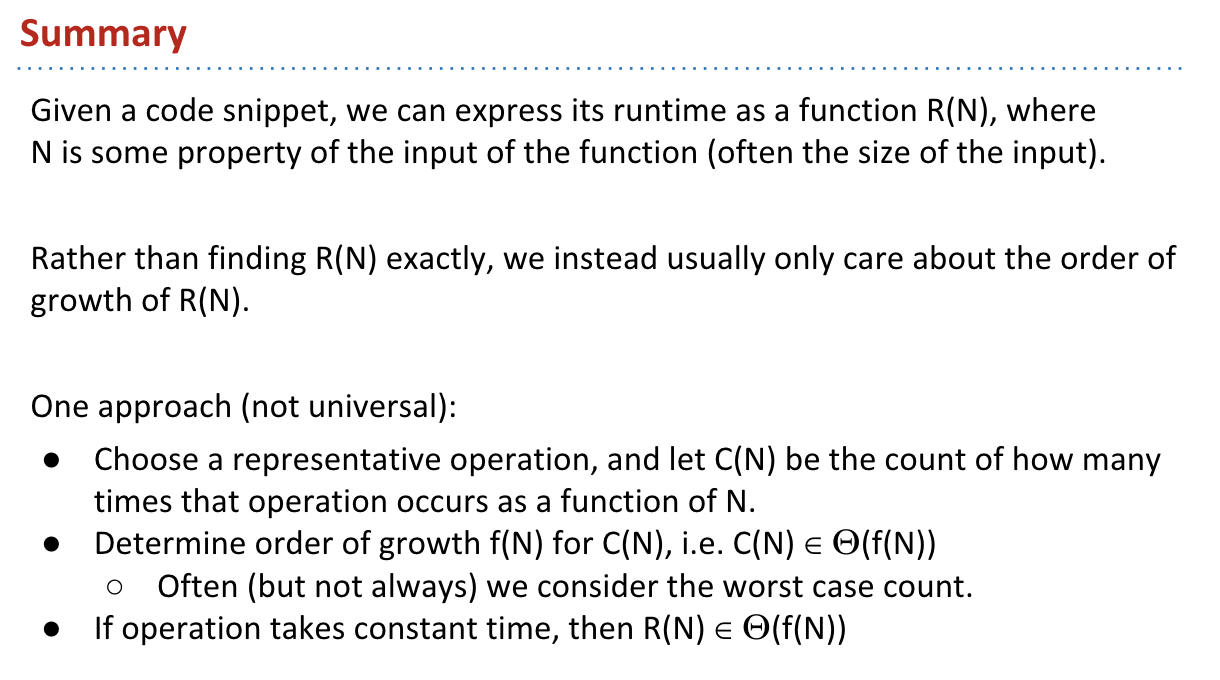 Summary
Given a code snippet, we can express its runtime as a function R(N), where
N is some property of the input of the function (often the size of the input).
Rather than finding R(N) exactly, we instead usually only care about the order of
growth of R(N).
One approach (not universal):
● Choose a representative operation, and let C(N) be the count of how many
times that operation occurs as a function of N.
● Determine order of growth f(N) for C(N), i.e. C(N) ∈ Θ(f(N))
○ Often (but not always) we consider the worst case count.
● If operation takes constant time, then R(N) ∈ Θ(f(N))